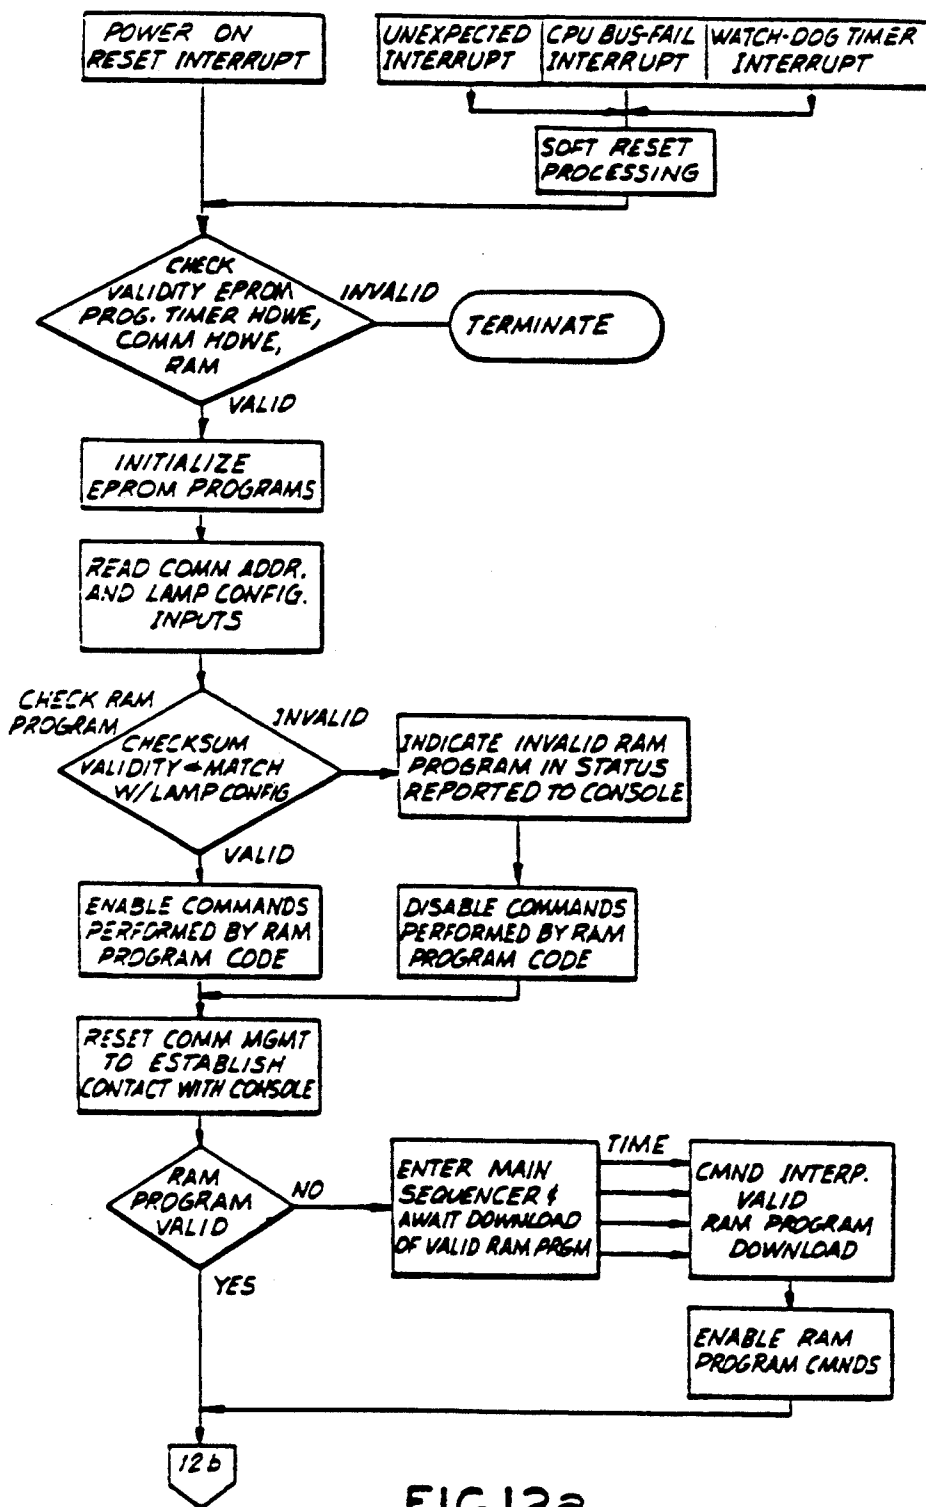 POWER ON
RESET INTERRUPT
UNEXPECTED
INTERRUPT
CPU BUS-FAIL
INTERRUPT
WATCH-DOG TIMER
INTERRUPT
SOFT RESET
PROCESSING
CHECK
VALIDITY EPROM
PROG. TIMER HDWE,
COMM HDWE,
RAM
INVALID
TERMINATE
VALID
INITIALIZE
EPROM PROGRAMS
READ COMM ADDR.
AND LAMP CONFIG.
INPUTS
CHECK RAM
PROGRAM
CHECKSUM
VALIDITY & MATCH
W/LAMP CONFIG
INVALID
INDICATE INVALID RAM
PROGRAM IN STATUS
REPORTED TO CONSOLE
VALID
ENABLE COMMANDS
PERFORMED BY RAM
PROGRAM CODE
DISABLE COMMANDS
PERFORMED BY RAM
PROGRAM CODE
RESET COMM MGMT
TO ESTABLISH
CONTACT WITH CONSOLE
RAM
PROGRAM
VALID
NO
ENTER MAIN
SEQUENCER &
AWAIT DOWNLOAD
OF VALID RAM PRGM
TIME
CMND INTERP.
VALID
RAM PROGRAM
DOWNLOAD
YES
ENABLE RAM
PROGRAM CMNDS
12b
FIG.12a